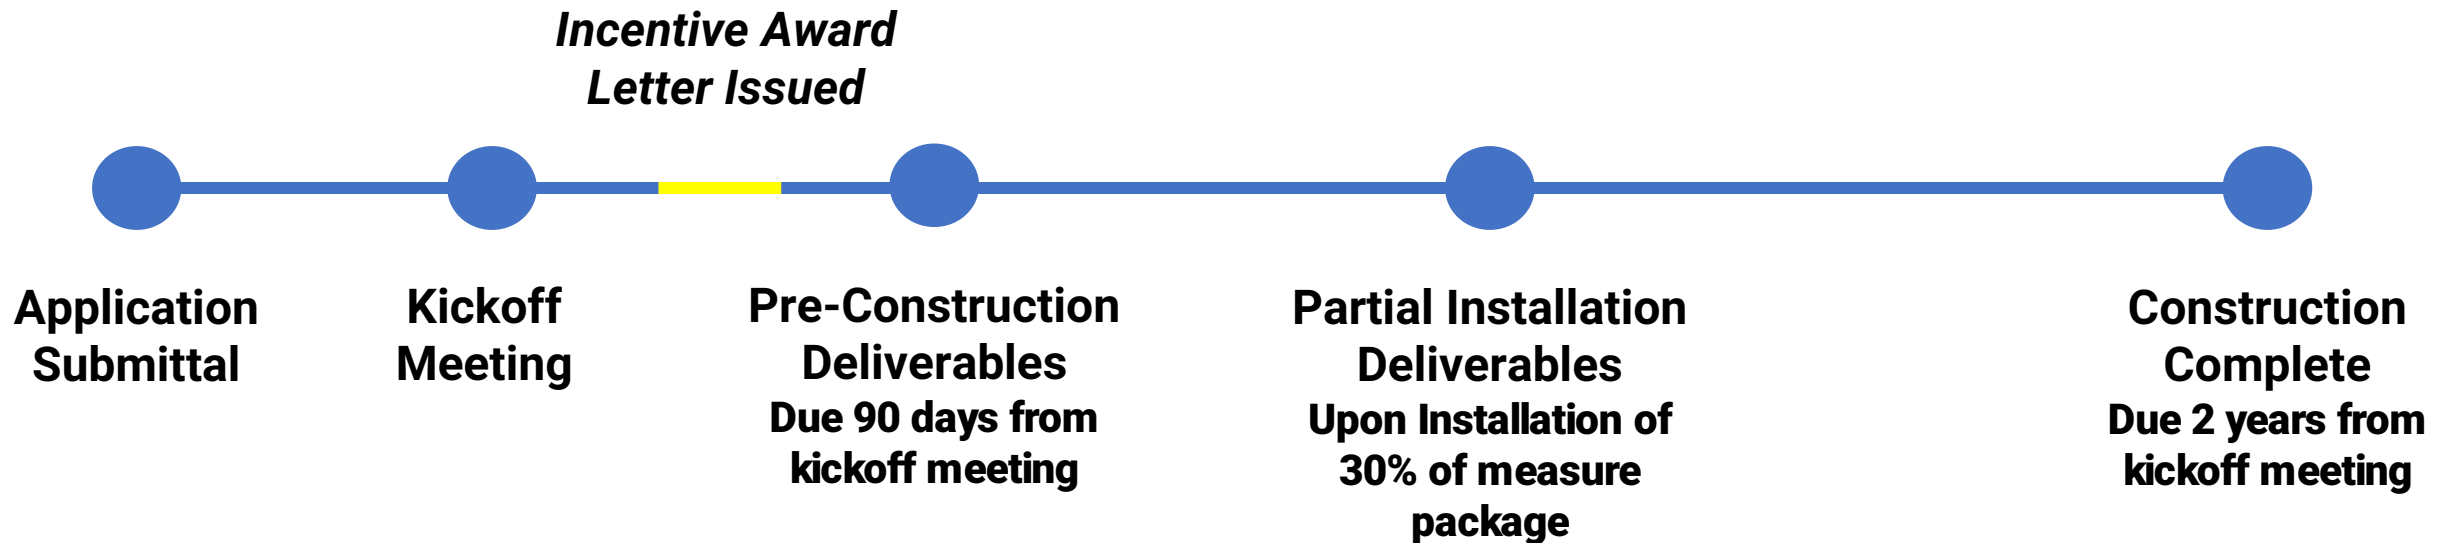 Incentive Award
Letter Issued
Application
Submittal
Kickoff
Meeting
Pre-Construction
Deliverables
Due 90 days from
kickoff meeting
Partial Installation
Deliverables
Upon Installation of
30% of measure
package
Construction
Complete
Due 2 years from
kickoff meeting